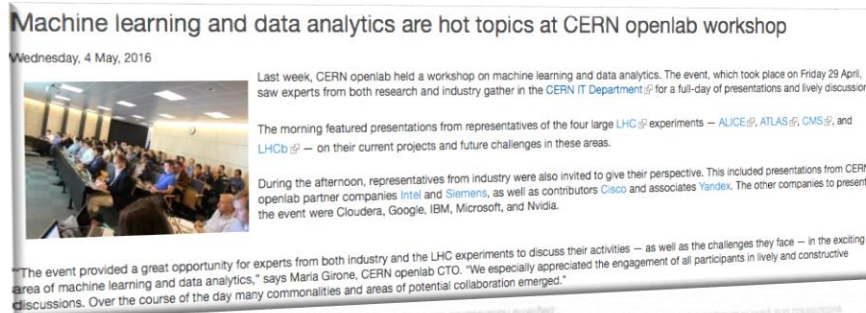 Machine learning and data analytics are hot topics at CERN openlab workshop
Wednesday, 4 May, 2016
Last week, CERN openlab held a workshop on machine learning and data analytics. The event, which took place on Friday 29 April,
saw experts from both research and industry gather in the CERN IT Department for a full-day of presentations and lively discussion
The morning featured presentations from representatives of the four large LHC experiments — ALICE, ATLAS, CMS, and
LHCb — on their current projects and future challenges in these areas.
During the afternoon, representatives from industry were also invited to give their perspective. This included presentations from CERN
openlab partner companies Intel and Siemens, as well as contributors Cisco and associates Yandex. The other companies to present
the event were Cloudera, Google, IBM, Microsoft, and Nvidia.
"The event provided a great opportunity for experts from both industry and the LHC experiments to discuss their activities — as well as the challenges they face — in the exciting
area of machine learning and data analytics," says Maria Girone, CERN openlab CTO. "We especially appreciated the engagement of all participants in lively and constructive
discussions. Over the course of the day many commonalities and areas of potential collaboration emerged."